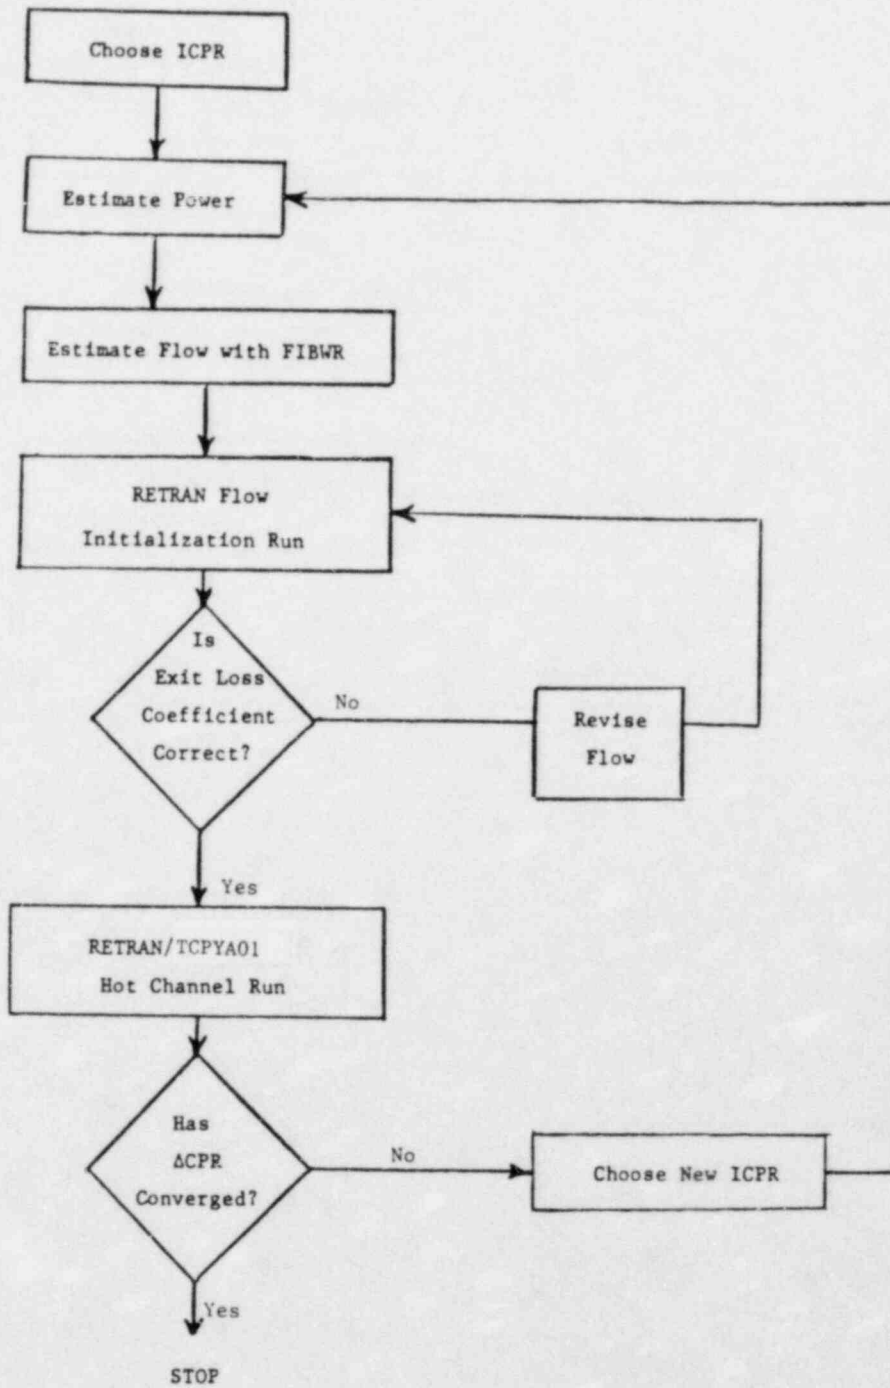 Choose ICPR
Estimate Power
Estimate Flow with FIBWR
RETRAN Flow
Initialization Run
Is
Exit Loss
Coefficient
Correct?
No
Revise
Flow
Yes
RETRAN/TCPYA01
Hot Channel Run
Has
ΔCPR
Converged?
No
Choose New ICPR
Yes
STOP